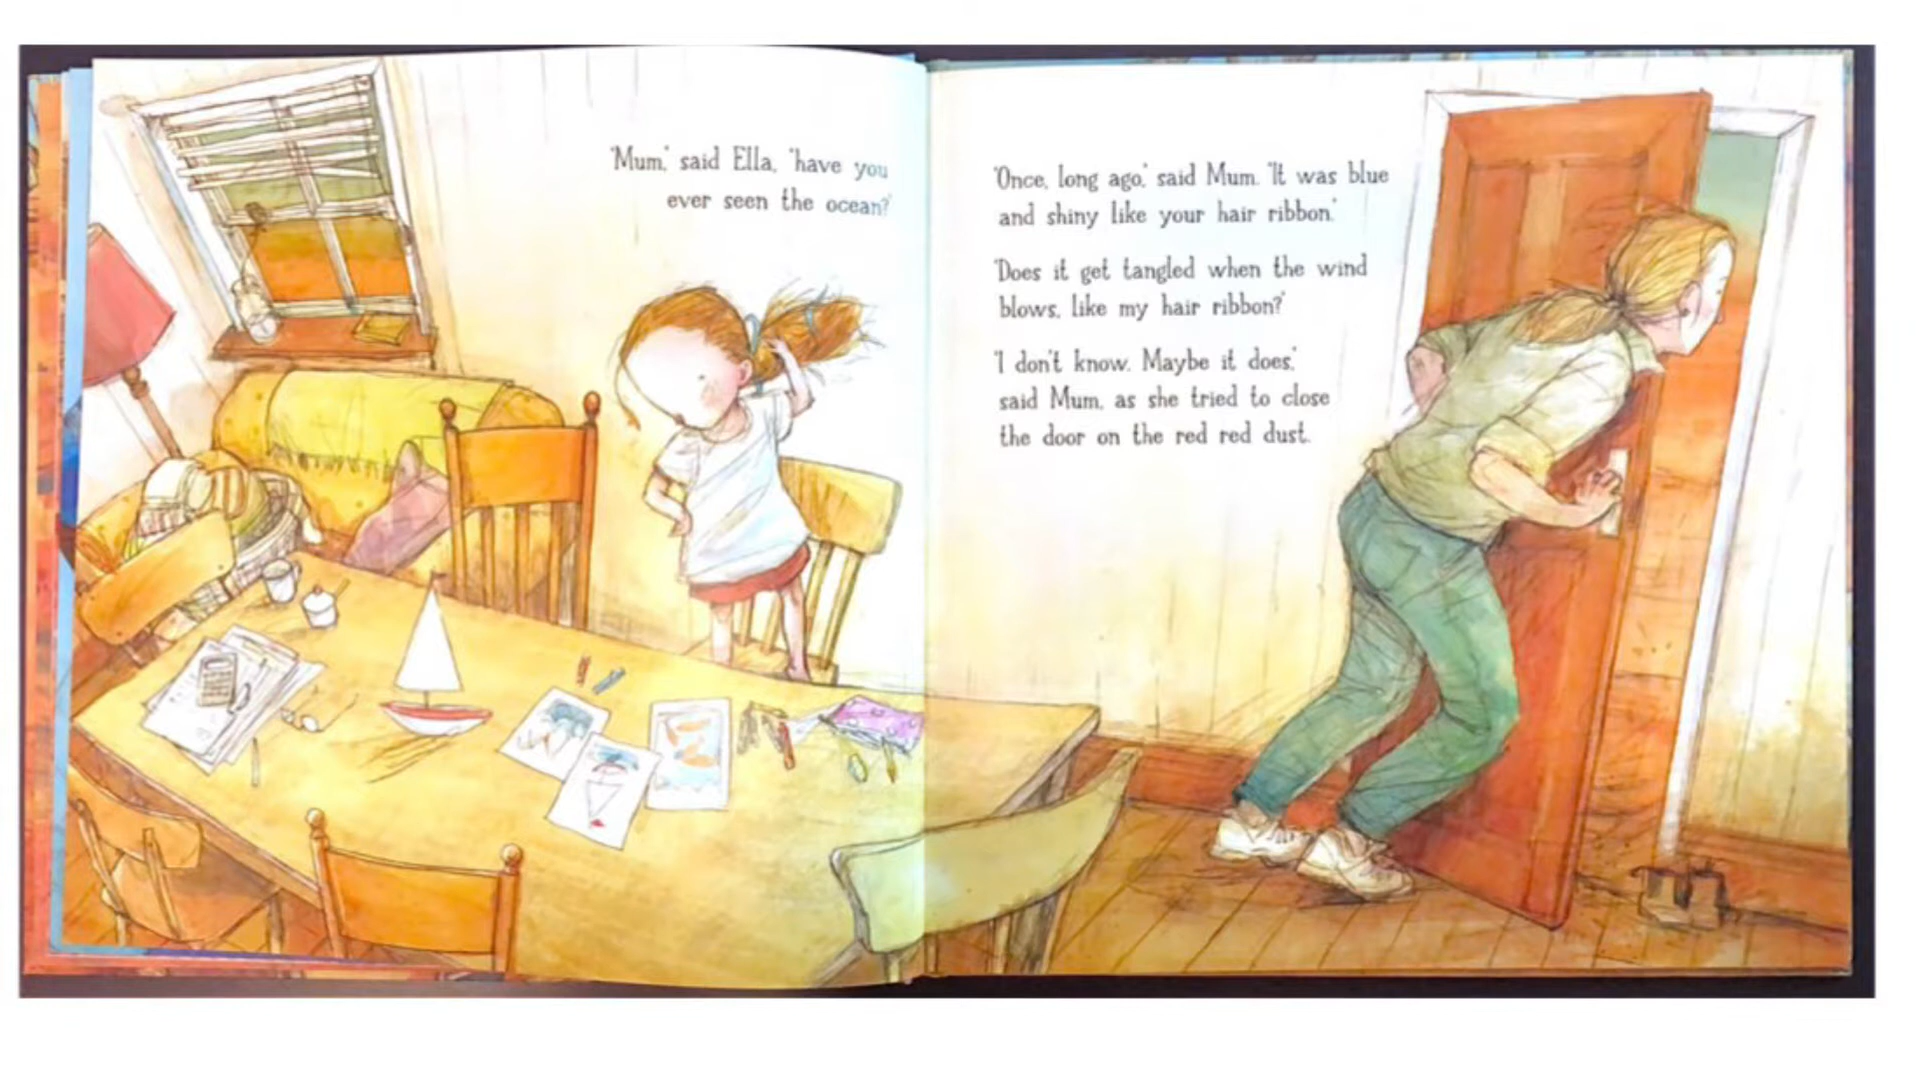 'Mum,' said Ella, 'have you
ever seen the ocean?'
'Once, long ago,' said Mum. 'It was blue
and shiny like your hair ribbon.'
'Does it get tangled when the wind
blows, like my hair ribbon?'
'I don't know. Maybe it does,'
said Mum, as she tried to close
the door on the red red dust.